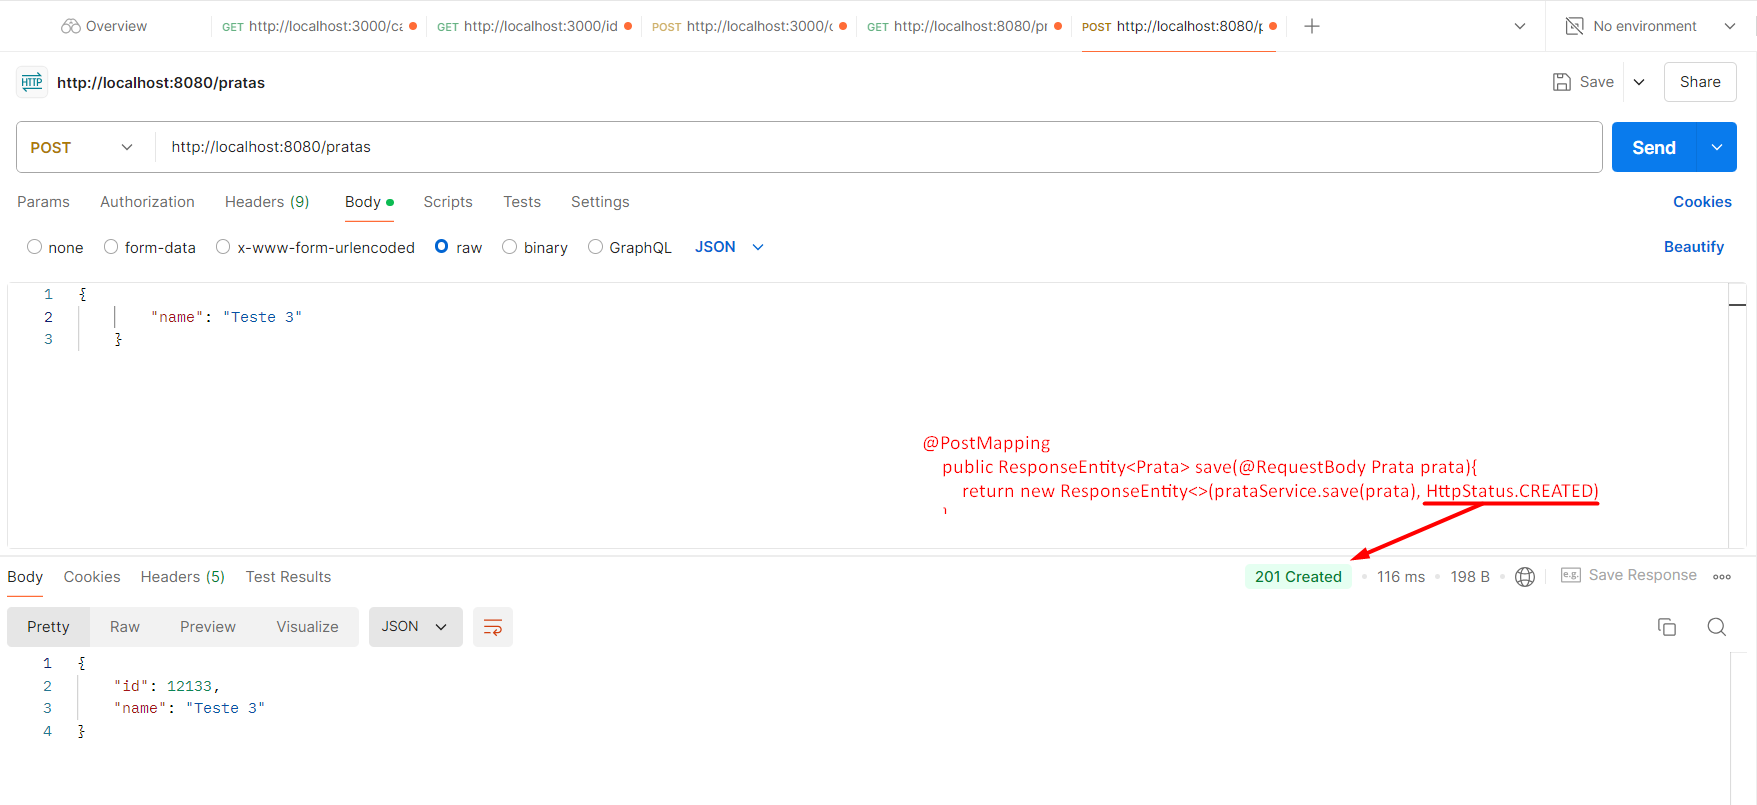 Overview
GET http://localhost:3000/ca
GET http://localhost:3000/id
POST http://localhost:3000/c
GET http://localhost:8080/pr
POST http://localhost:8080/p
No environment
HTTP http://localhost:8080/pratas
Save
Share
POST http://localhost:8080/pratas
Send
Params Authorization Headers (9) Body Scripts Tests Settings
Cookies
none form-data x-www-form-urlencoded raw binary GraphQL JSON
Beautify
1 {
2 "name": "Teste 3"
3 }
@PostMapping
public ResponseEntity<Prata> save(@RequestBody Prata prata){
return new ResponseEntity<>(prataService.save(prata), HttpStatus.CREATED)
}
Body Cookies Headers (5) Test Results
201 Created • 116 ms • 198 B •
e.g. Save Response
Pretty Raw Preview Visualize JSON
1 {
2 "id": 12133,
3 "name": "Teste 3"
4 }